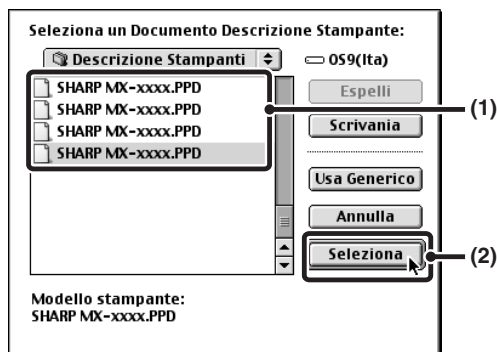 Seleziona un Documento Descrizione Stampante:
Descrizione Stampanti
OS9(Ita)
SHARP MX-xxxx.PPD
SHARP MX-xxxx.PPD
SHARP MX-xxxx.PPD
SHARP MX-xxxx.PPD
(1)
Espelli
Scrivania
Usa Generico
Annulla
Seleziona
(2)
Modello stampante:
SHARP MX-xxxx.PPD